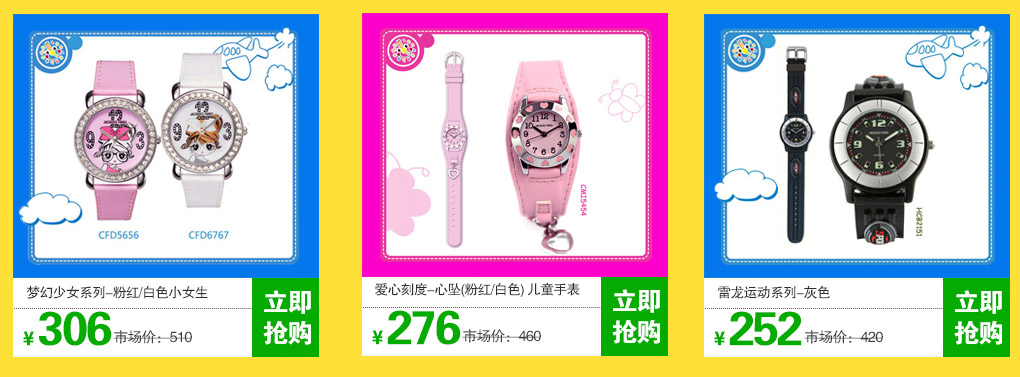 CFD5656
CFD6767
梦幻少女系列-粉红/白色小女生
¥306 市场价：510
立即
抢购
CMI5454
爱心刻度-心坠(粉红/白色) 儿童手表
¥276 市场价：460
立即
抢购
HCB2151
雷龙运动系列-灰色
¥252 市场价：420
立即
抢购